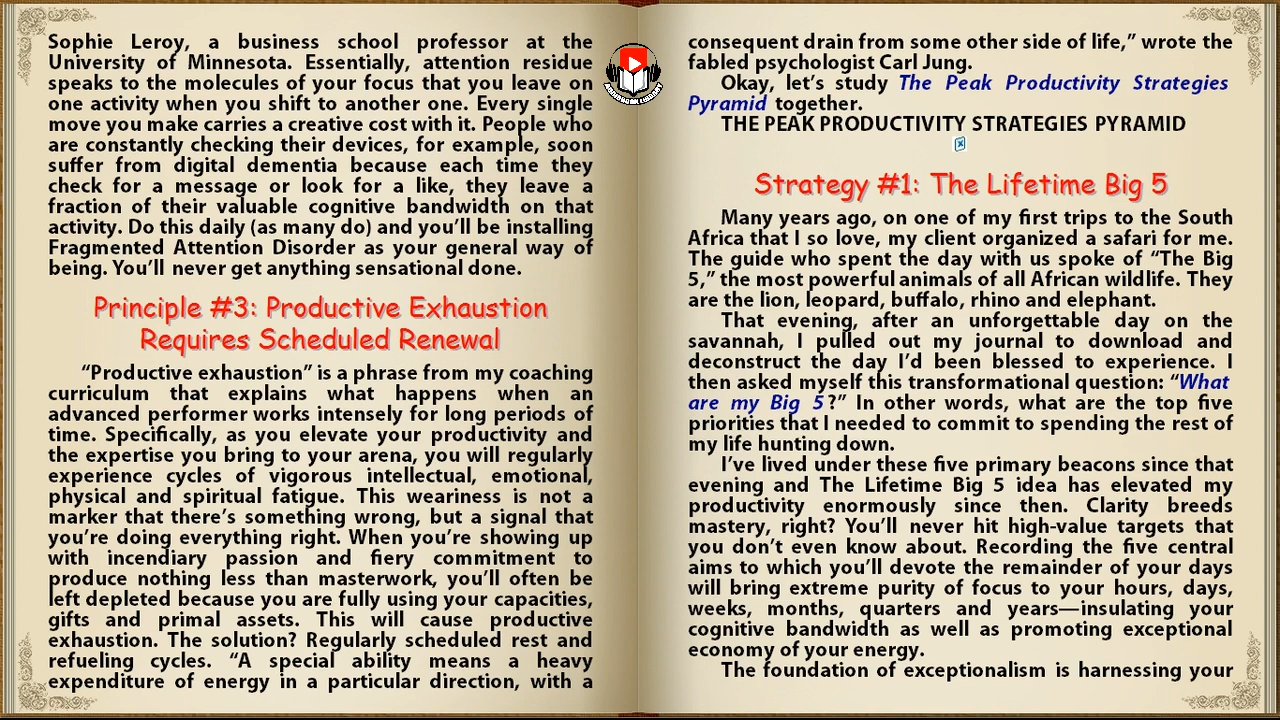 Sophie Leroy, a business school professor at the
University of Minnesota. Essentially, attention residue
speaks to the molecules of your focus that you leave on
one activity when you shift to another one. Every single
move you make carries a creative cost with it. People who
are constantly checking their devices, for example, soon
suffer from digital dementia because each time they
check for a message or look for a like, they leave a
fraction of their valuable cognitive bandwidth on that
activity. Do this daily (as many do) and you’ll be installing
Fragmented Attention Disorder as your general way of
being. You’ll never get anything sensational done.
Principle #3: Productive Exhaustion
Requires Scheduled Renewal
“Productive exhaustion” is a phrase from my coaching
curriculum that explains what happens when an
advanced performer works intensely for long periods of
time. Specifically, as you elevate your productivity and
the expertise you bring to your arena, you will regularly
experience cycles of vigorous intellectual, emotional,
physical and spiritual fatigue. This weariness is not a
marker that there’s something wrong, but a signal that
you’re doing everything right. When you’re showing up
with incendiary passion and fiery commitment to
produce nothing less than masterwork, you’ll often be
left depleted because you are fully using your capacities,
gifts and primal assets. This will cause productive
exhaustion. The solution? Regularly scheduled rest and
refueling cycles. “A special ability means a heavy
expenditure of energy in a particular direction, with a
consequent drain from some other side of life,” wrote the
fabled psychologist Carl Jung.
Okay, let’s study The Peak Productivity Strategies
Pyramid together.
THE PEAK PRODUCTIVITY STRATEGIES PYRAMID
Strategy #1: The Lifetime Big 5
Many years ago, on one of my first trips to the South
Africa that I so love, my client organized a safari for me.
The guide who spent the day with us spoke of “The Big
5,” the most powerful animals of all African wildlife. They
are the lion, leopard, buffalo, rhino and elephant.
That evening, after an unforgettable day on the
savannah, I pulled out my journal to download and
deconstruct the day I’d been blessed to experience. I
then asked myself this transformational question: “What
are my Big 5?” In other words, what are the top five
priorities that I needed to commit to spending the rest of
my life hunting down.
I’ve lived under these five primary beacons since that
evening and The Lifetime Big 5 idea has elevated my
productivity enormously since then. Clarity breeds
mastery, right? You’ll never hit high-value targets that
you don’t even know about. Recording the five central
aims to which you’ll devote the remainder of your days
will bring extreme purity of focus to your hours, days,
weeks, months, quarters and years—insulating your
cognitive bandwidth as well as promoting exceptional
economy of your energy.
The foundation of exceptionalism is harnessing your